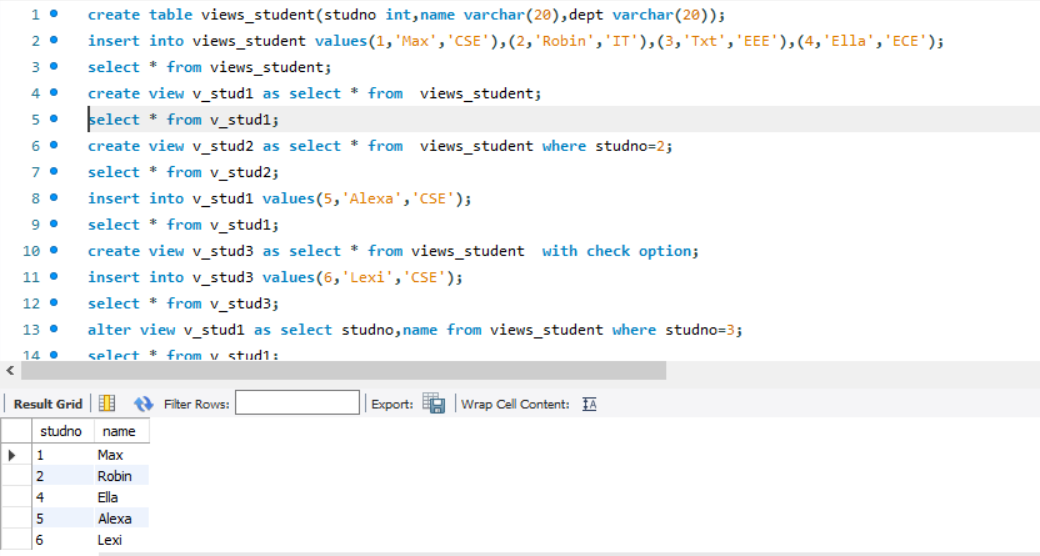 1 create table views_student(studno int,name varchar(20),dept varchar(20));
2 insert into views_student values(1,'Max','CSE'),(2,'Robin','IT'),(3,'Txt','EEE'),(4,'Ella','ECE');
3 select * from views_student;
4 create view v_stud1 as select * from  views_student;
5 select * from v_stud1;
6 create view v_stud2 as select * from  views_student where studno=2;
7 select * from v_stud2;
8 insert into v_stud1 values(5,'Alexa','CSE');
9 select * from v_stud1;
10 create view v_stud3 as select * from views_student  with check option;
11 insert into v_stud3 values(6,'Lexi','CSE');
12 select * from v_stud3;
13 alter view v_stud1 as select studno,name from views_student where studno=3;
14 select * from v_stud1;
Result Grid Filter Rows: Export: Wrap Cell Content: IA
studno name
1 Max
2 Robin
4 Ella
5 Alexa
6 Lexi